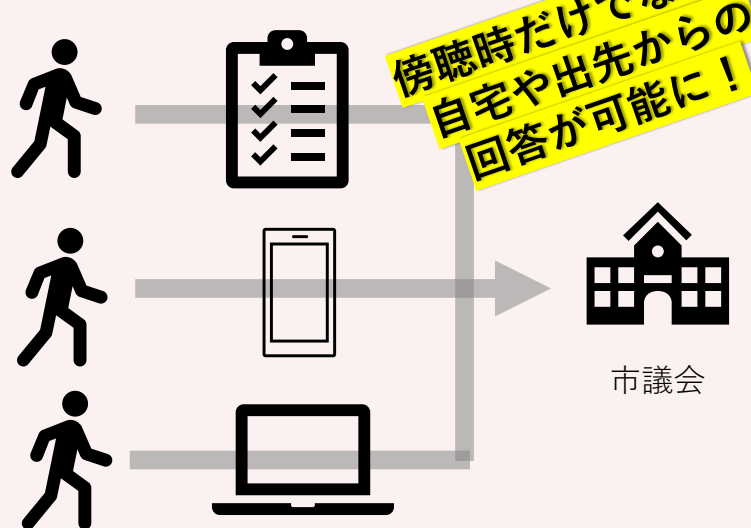 傍聴時だけでな
自宅や出先からの
回答が可能に！
市議会